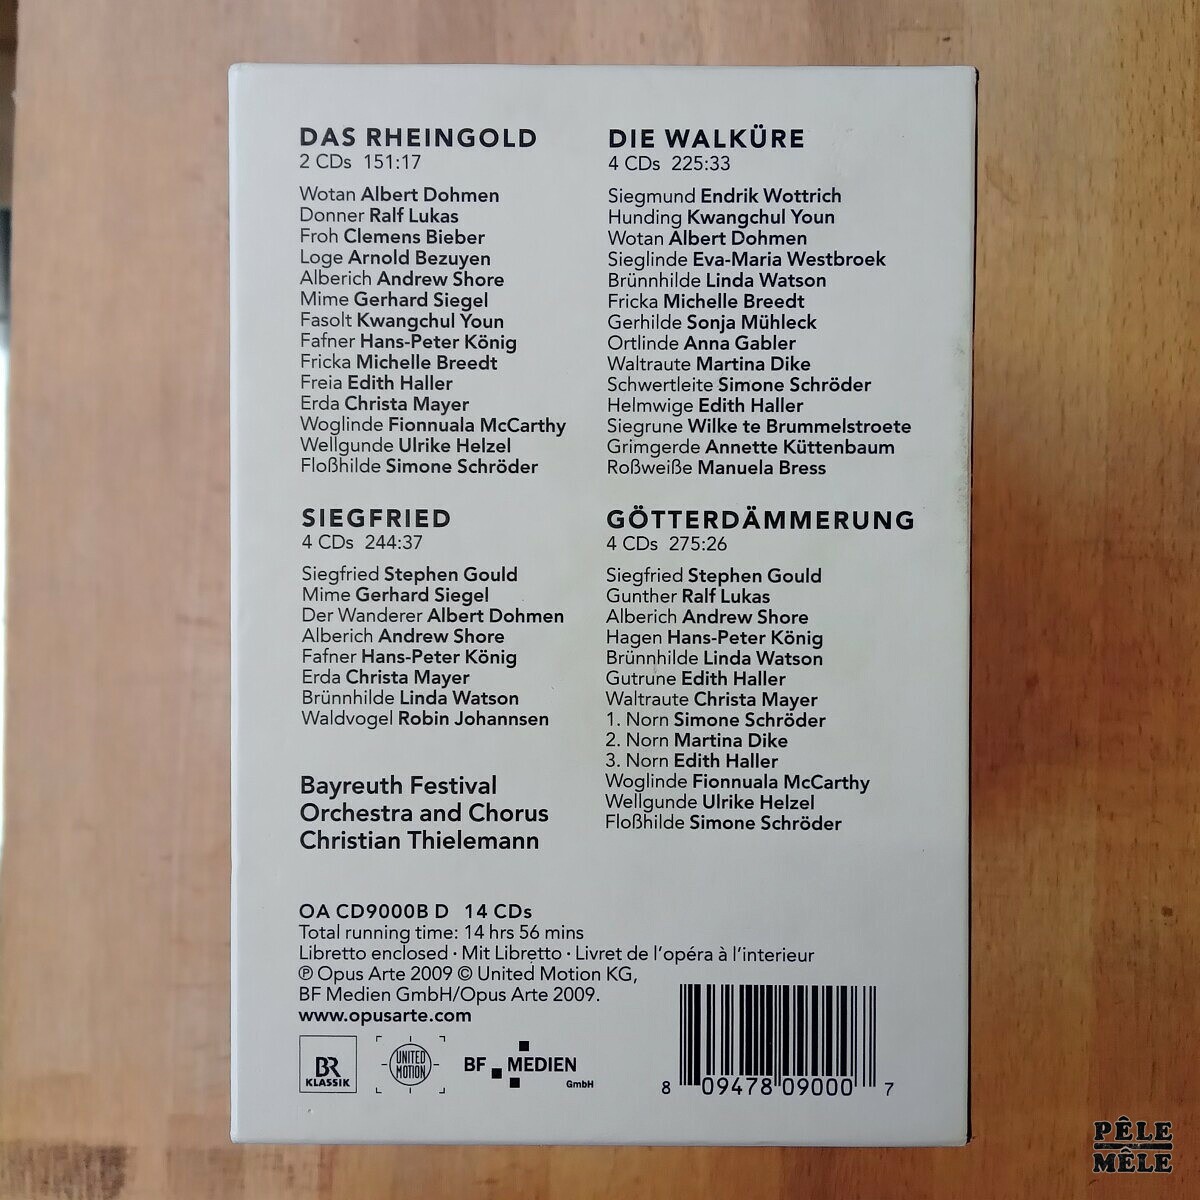 DAS RHEINGOLD
2 CDs 151:17
Wotan Albert Dohmen
Donner Ralf Lukas
Froh Clemens Bieber
Loge Arnold Bezuyen
Alberich Andrew Shore
Mime Gerhard Siegel
Fasolt Kwangchul Youn
Fafner Hans-Peter König
Fricka Michelle Breedt
Freia Edith Haller
Erda Christa Mayer
Woglinde Fionnuala McCarthy
Wellgunde Ulrike Helzel
Floßhilde Simone Schröder
DIE WALKÜRE
4 CDs 225:33
Siegmund Endrik Wottrich
Hunding Kwangchul Youn
Wotan Albert Dohmen
Sieglinde Eva-Maria Westbroek
Brünnhilde Linda Watson
Fricka Michelle Breedt
Gerhilde Sonja Mühleck
Ortlinde Anna Gabler
Waltraute Martina Dike
Schwertleite Simone Schröder
Helmwige Edith Haller
Siegrune Wilke te Brummelstroete
Grimgerde Annette Küttenbaum
Roßweiße Manuela Bress
SIEGFRIED
4 CDs 244:37
Siegfried Stephen Gould
Mime Gerhard Siegel
Der Wanderer Albert Dohmen
Alberich Andrew Shore
Fafner Hans-Peter König
Erda Christa Mayer
Brünnhilde Linda Watson
Waldvogel Robin Johannsen
GÖTTERDÄMMERUNG
4 CDs 275:26
Siegfried Stephen Gould
Gunther Ralf Lukas
Alberich Andrew Shore
Hagen Hans-Peter König
Brünnhilde Linda Watson
Gutrune Edith Haller
Waltraute Christa Mayer
1. Norn Simone Schröder
2. Norn Martina Dike
3. Norn Edith Haller
Woglinde Fionnuala McCarthy
Wellgunde Ulrike Helzel
Floßhilde Simone Schröder
Bayreuth Festival
Orchestra and Chorus
Christian Thielemann
OA CD9000B D 14 CDs
Total running time: 14 hrs 56 mins
Libretto enclosed · Mit Libretto · Livret de l'opéra à l'interieur
℗ Opus Arte 2009 © United Motion KG,
BF Medien GmbH/Opus Arte 2009.
www.opusarte.com
BR
KLASSIK
UNITED
MOTION
BF MEDIEN
GmbH
8 09478 09000 7
PÊLE
MÊLE